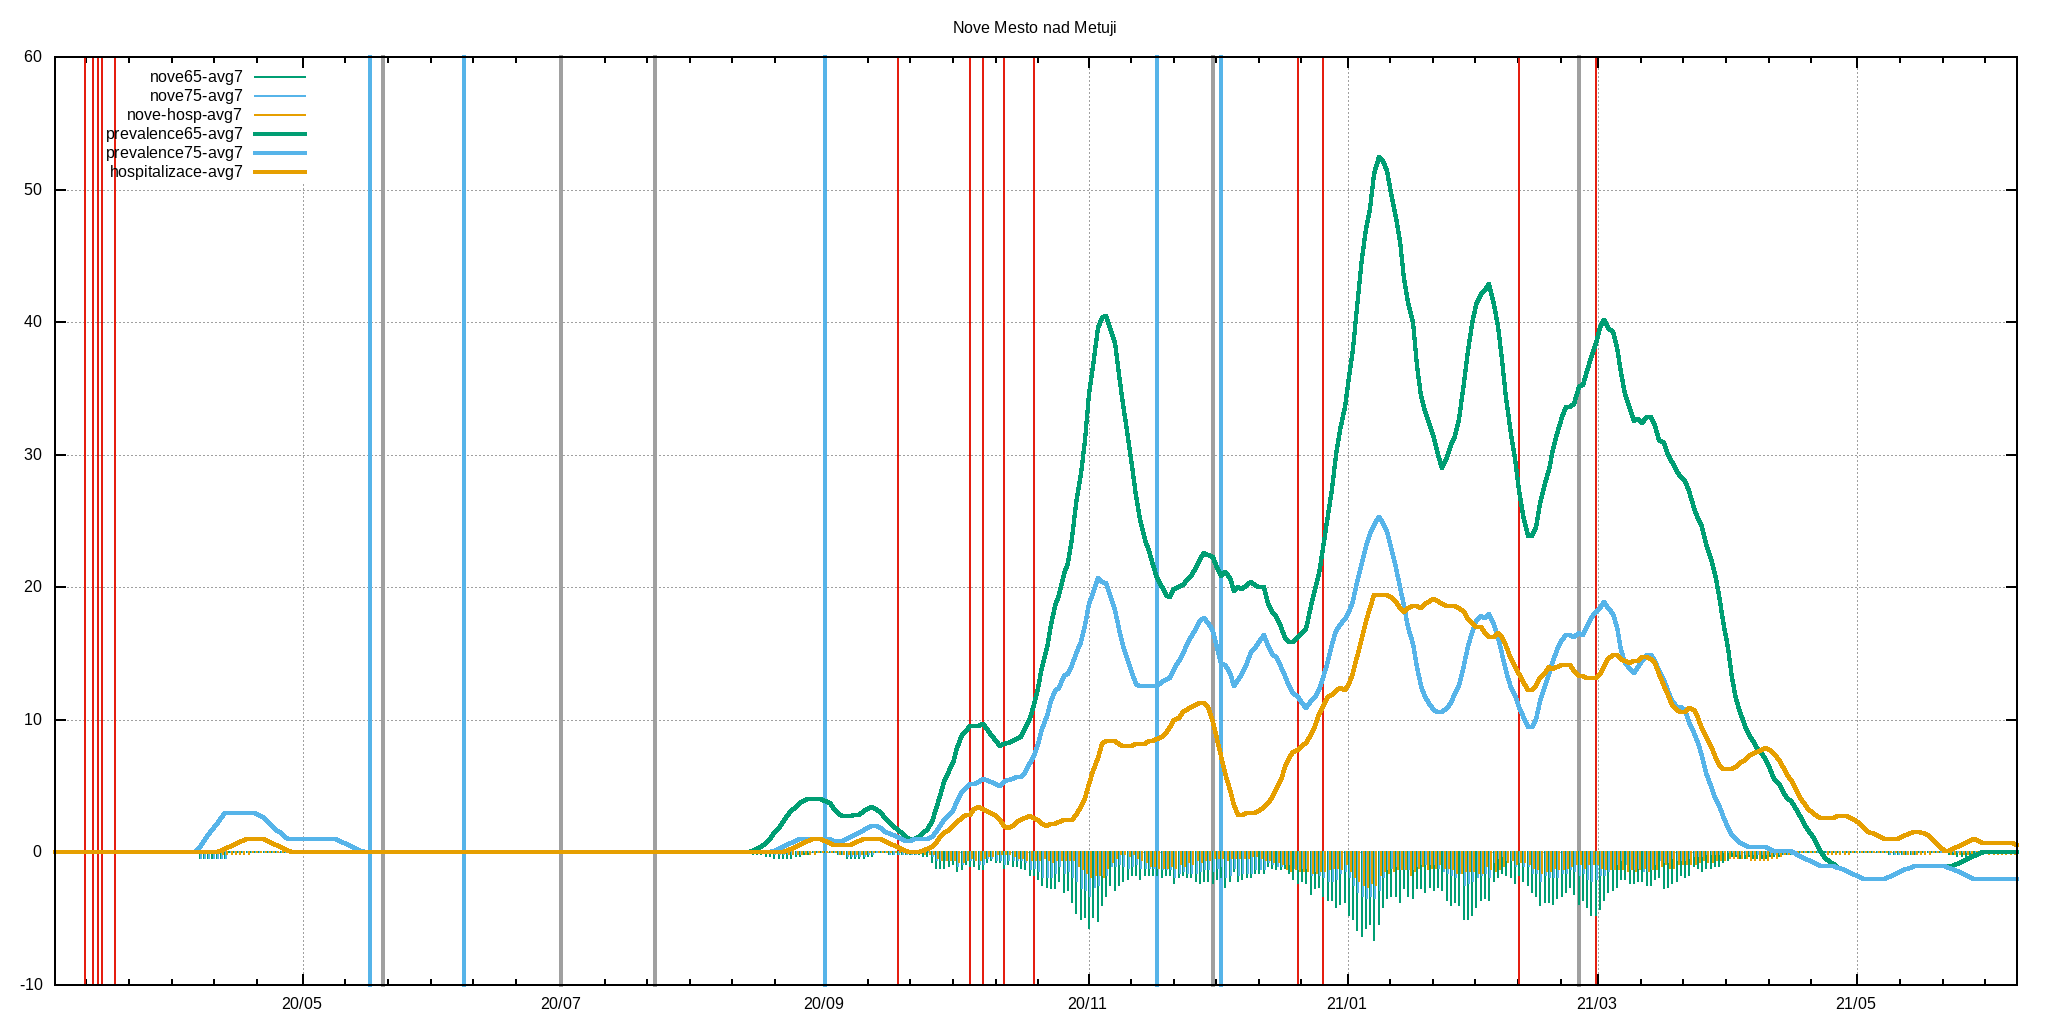 Nove Mesto nad Metuji
60
50
40
30
20
10
0
-10
nove65-avg7
nove75-avg7
nove-hosp-avg7
prevalence65-avg7
prevalence75-avg7
hospitalizace-avg7
20/05
20/07
20/09
20/11
21/01
21/03
21/05